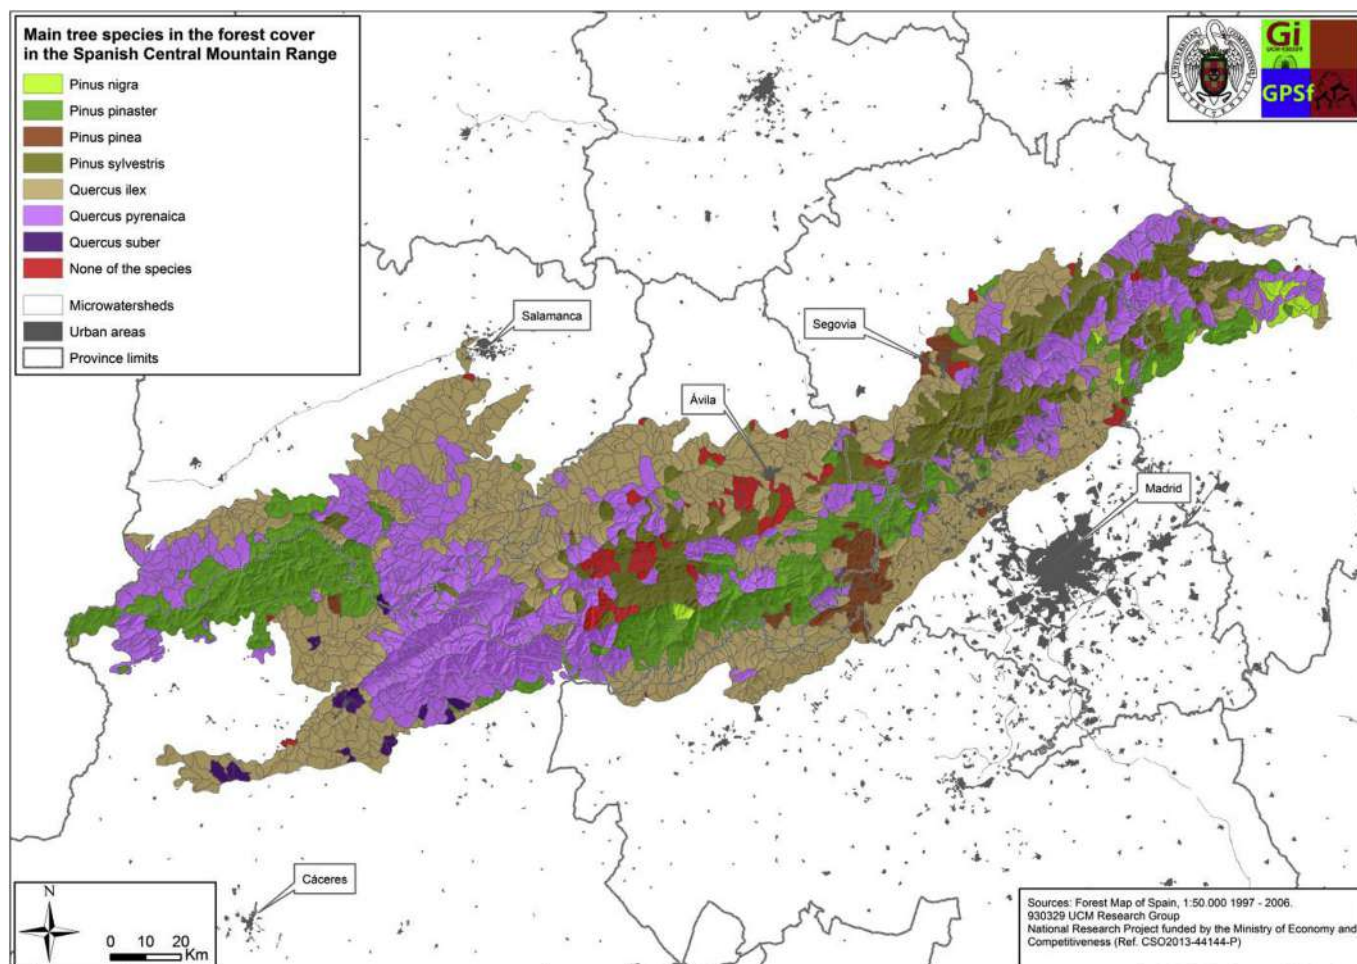 Main tree species in the forest cover
in the Spanish Central Mountain Range
Pinus nigra
Pinus pinaster
Pinus pinea
Pinus sylvestris
Quercus ilex
Quercus pyrenaica
Quercus suber
None of the species
Microwatersheds
Urban areas
Province limits
Gi
UCM-930329
GPSf
Salamanca
Segovia
Ávila
Madrid
Cáceres
N
0 10 20
Km
Sources: Forest Map of Spain, 1:50.000 1997 - 2006.
930329 UCM Research Group
National Research Project funded by the Ministry of Economy and
Competitiveness (Ref. CSO2013-44144-P)